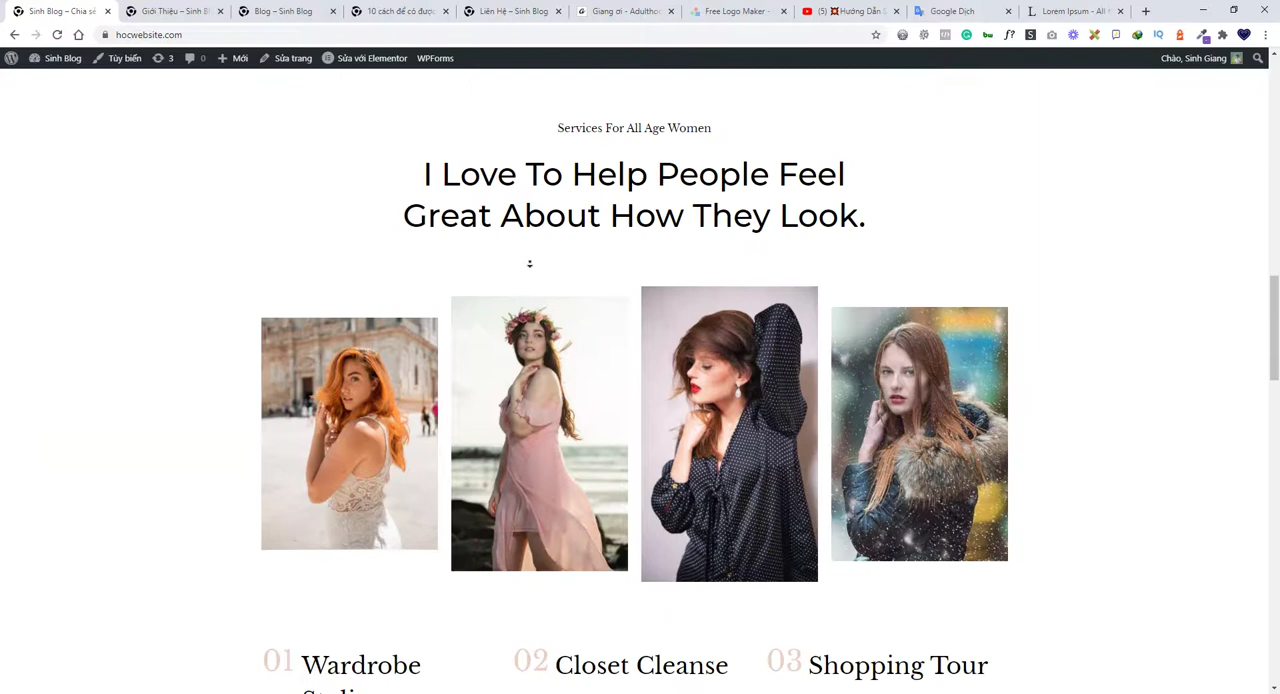 Sinh Blog – Chia sẻ
Giới Thiệu – Sinh B
Blog – Sinh Blog
10 cách để có được
Liên Hệ – Sinh Blog
Giang ơi - Adultho
Free Logo Maker -
(5) 💥Hướng Dẫn S
Google Dịch
Lorem Ipsum - All t
hocwebsite.com
Sinh Blog
Tùy biến
3
0
Mới
Sửa trang
Sửa với Elementor
WPForms
Chào, Sinh Giang
Services For All Age Women
I Love To Help People Feel
Great About How They Look.
01 Wardrobe
02 Closet Cleanse
03 Shopping Tour